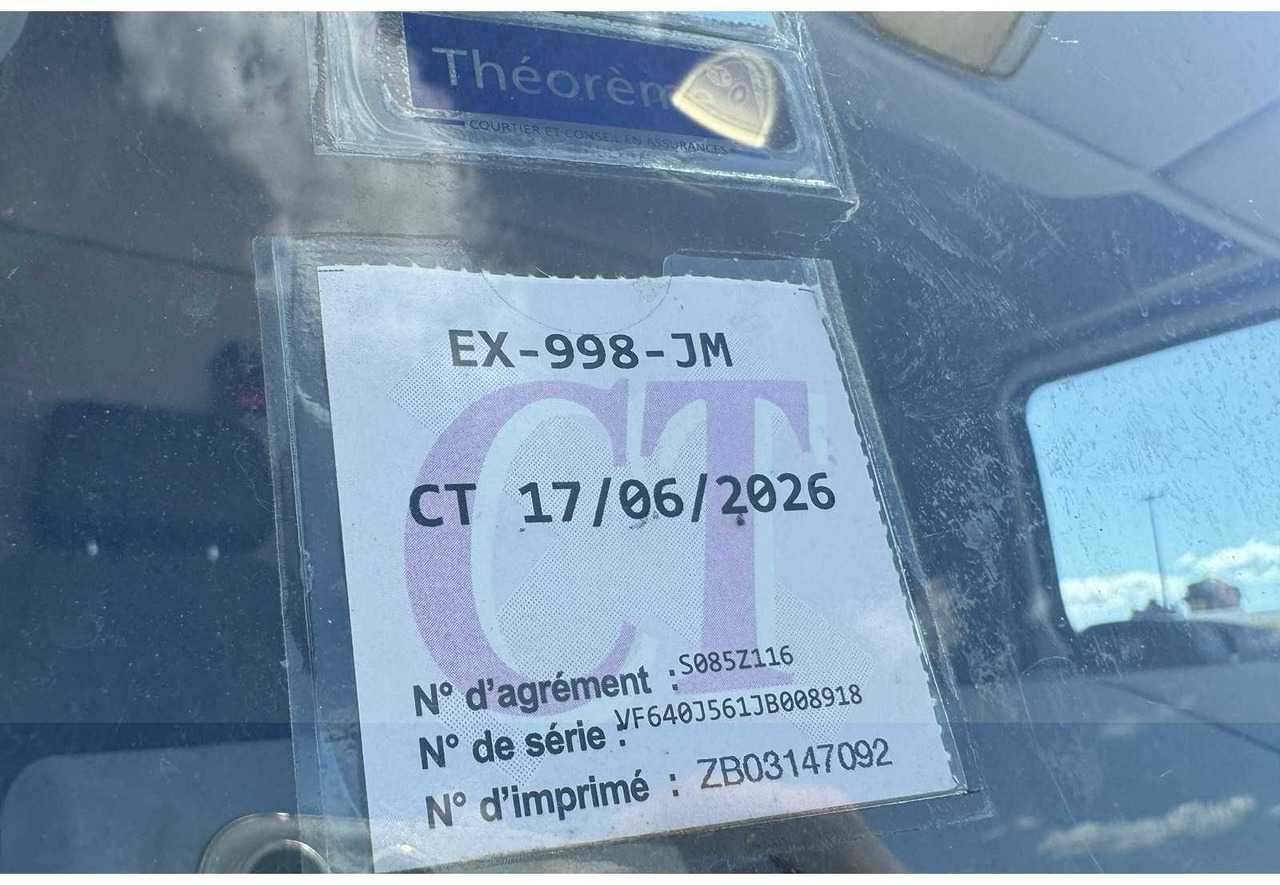 COURTIER ET CONSEIL EN ASSURANCES
EX-998-JM
CT
CT 17/06/2026
N° d'agrément : S085Z116
N° de série : VF640J561JB008918
N° d'imprimé : ZB03147092